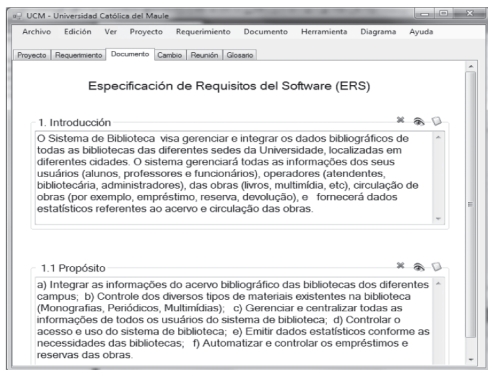 UCM - Universidad Católica del Maule
Archivo Edición Ver Proyecto Requerimiento Documento Herramienta Diagrama Ayuda
Proyecto Requerimiento Documento Cambio Reunión Glosario
Especificación de Requisitos del Software (ERS)
1. Introducción
O Sistema de Biblioteca visa gerenciar e integrar os dados bibliográficos de
todas as bibliotecas das diferentes sedes da Universidade, localizadas em
diferentes cidades. O sistema gerenciará todas as informações dos seus
usuários (alunos, professores e funcionários), operadores (atendentes,
bibliotecária, administradores), das obras (livros, multimídia, etc), circulação de
obras (por exemplo, empréstimo, reserva, devolução), e fornecerá dados
estatísticos referentes ao acervo e circulação das obras.
1.1 Propósito
a) Integrar as informações do acervo bibliográfico das bibliotecas dos diferentes
campus; b) Controle dos diversos tipos de materiais existentes na biblioteca
(Monografias, Periódicos, Multimídias); c) Gerenciar e centralizar todas as
informações de todos os usuários do sistema de biblioteca; d) Controlar o
acesso e uso do sistema de biblioteca; e) Emitir dados estatísticos conforme as
necessidades das bibliotecas; f) Automatizar e controlar os empréstimos e
reservas das obras.